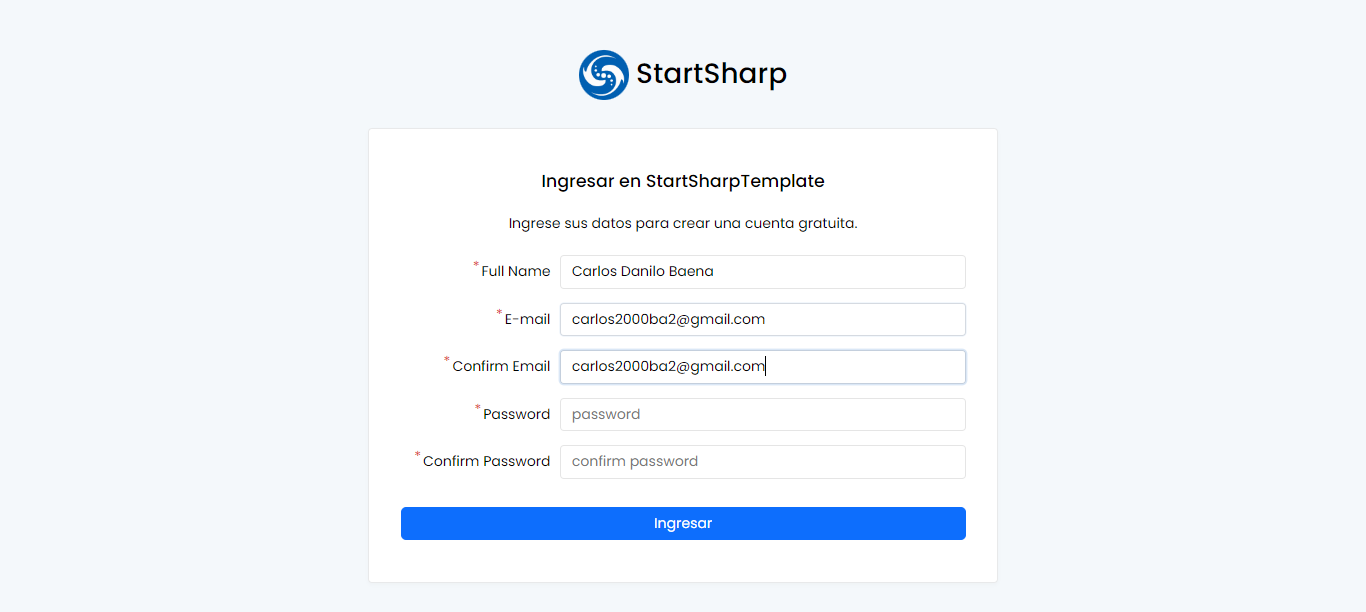 StartSharp
Ingresar en StartSharpTemplate
Ingrese sus datos para crear una cuenta gratuita.
* Full Name Carlos Danilo Baena
* E-mail carlos2000ba2@gmail.com
* Confirm Email carlos2000ba2@gmail.com
* Password password
* Confirm Password confirm password
Ingresar